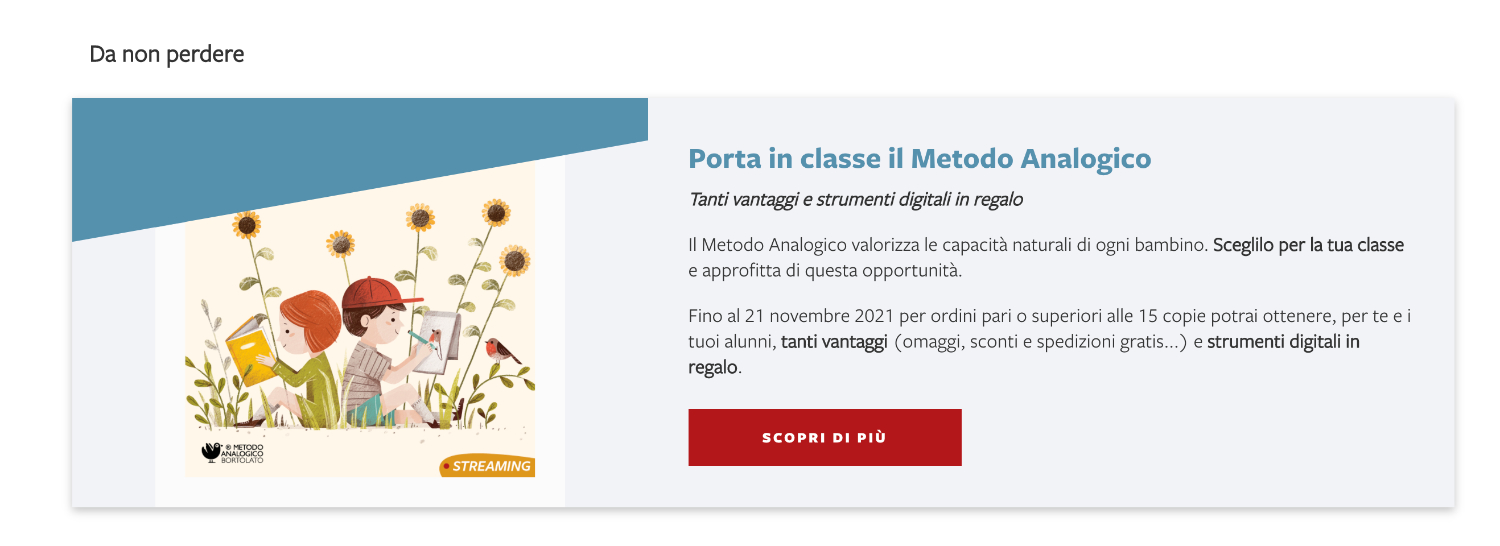 Da non perdere
Porta in classe il Metodo Analogico
Tanti vantaggi e strumenti digitali in regalo
Il Metodo Analogico valorizza le capacità naturali di ogni bambino. Sceglilo per la tua classe
e approfitta di questa opportunità.
Fino al 21 novembre 2021 per ordini pari o superiori alle 15 copie potrai ottenere, per te e i
tuoi alunni, tanti vantaggi (omaggi, sconti e spedizioni gratis...) e strumenti digitali in
regalo.
SCOPRI DI PIÙ
® METODO
ANALOGICO
BORTOLATO
STREAMING